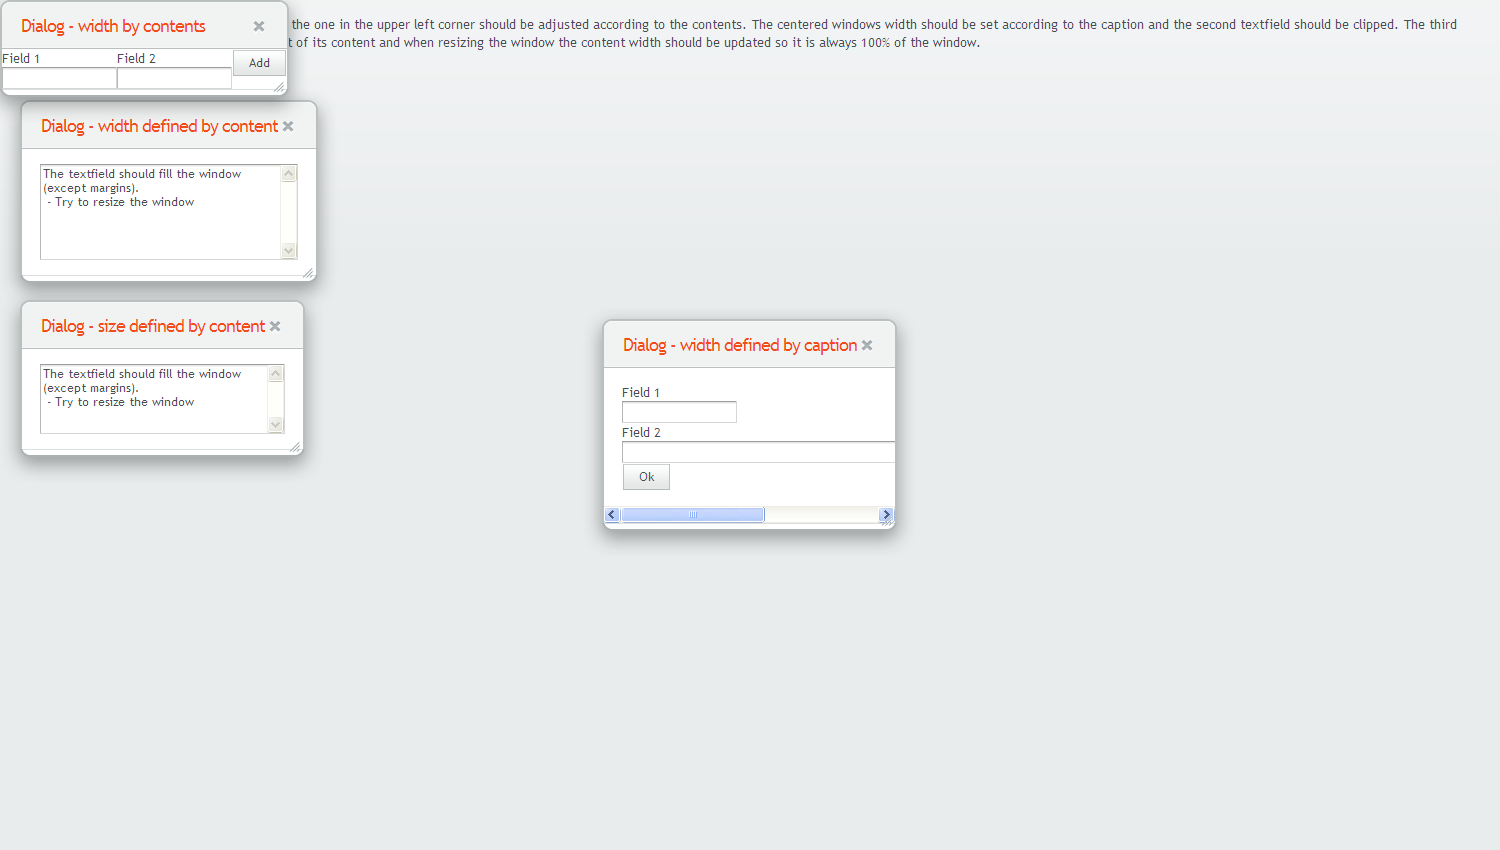 Dialog - width by contents
the one in the upper left corner should be adjusted according to the contents. The centered windows width should be set according to the caption and the second textfield should be clipped. The third
t of its content and when resizing the window the content width should be updated so it is always 100% of the window.
Field 1 Field 2 Add
Dialog - width defined by content
The textfield should fill the window
(except margins).
- Try to resize the window
Dialog - size defined by content
The textfield should fill the window
(except margins).
- Try to resize the window
Dialog - width defined by caption
Field 1
Field 2
Ok